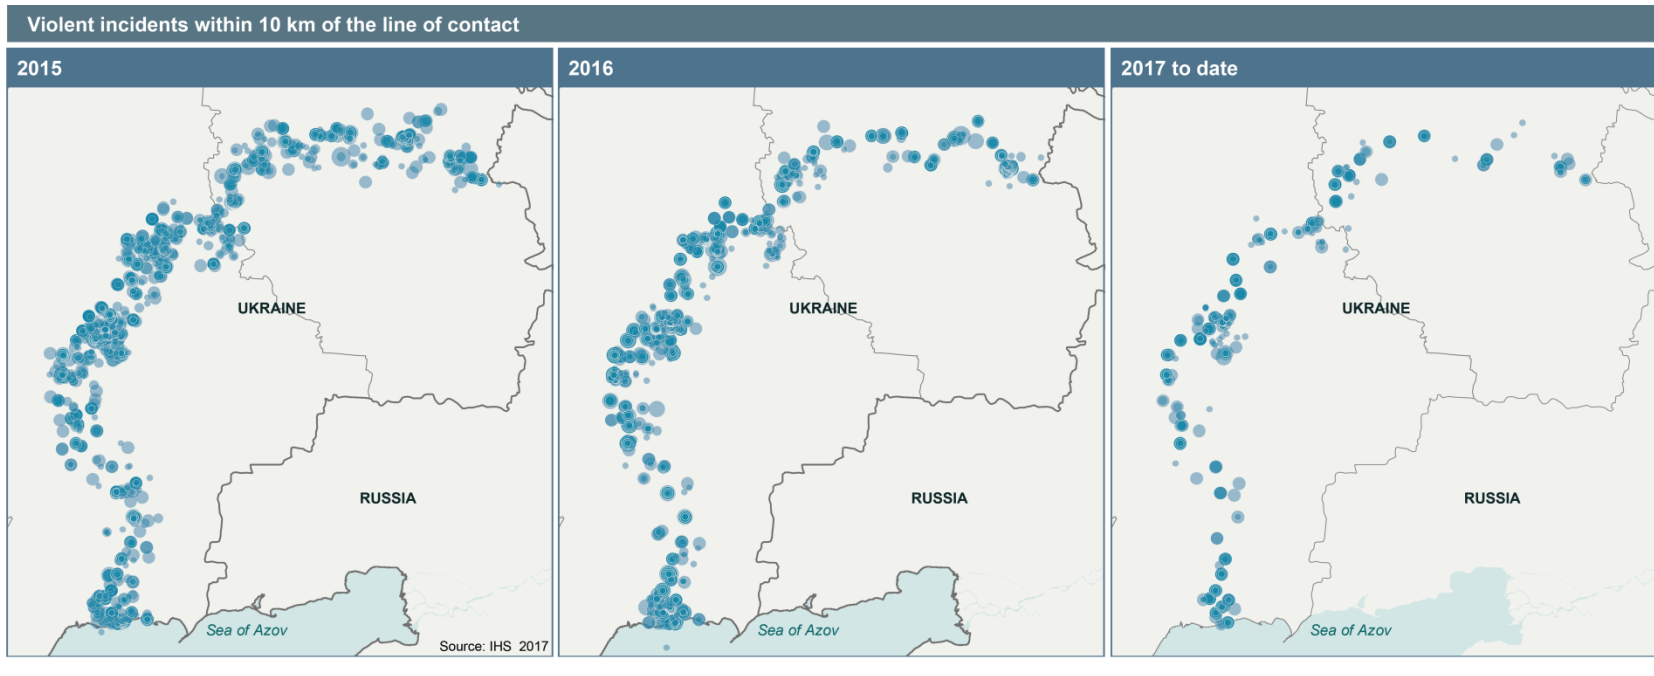 Violent incidents within 10 km of the line of contact
2015
2016
2017 to date
UKRAINE
RUSSIA
Sea of Azov
Source: IHS 2017
UKRAINE
RUSSIA
Sea of Azov
UKRAINE
RUSSIA
Sea of Azov